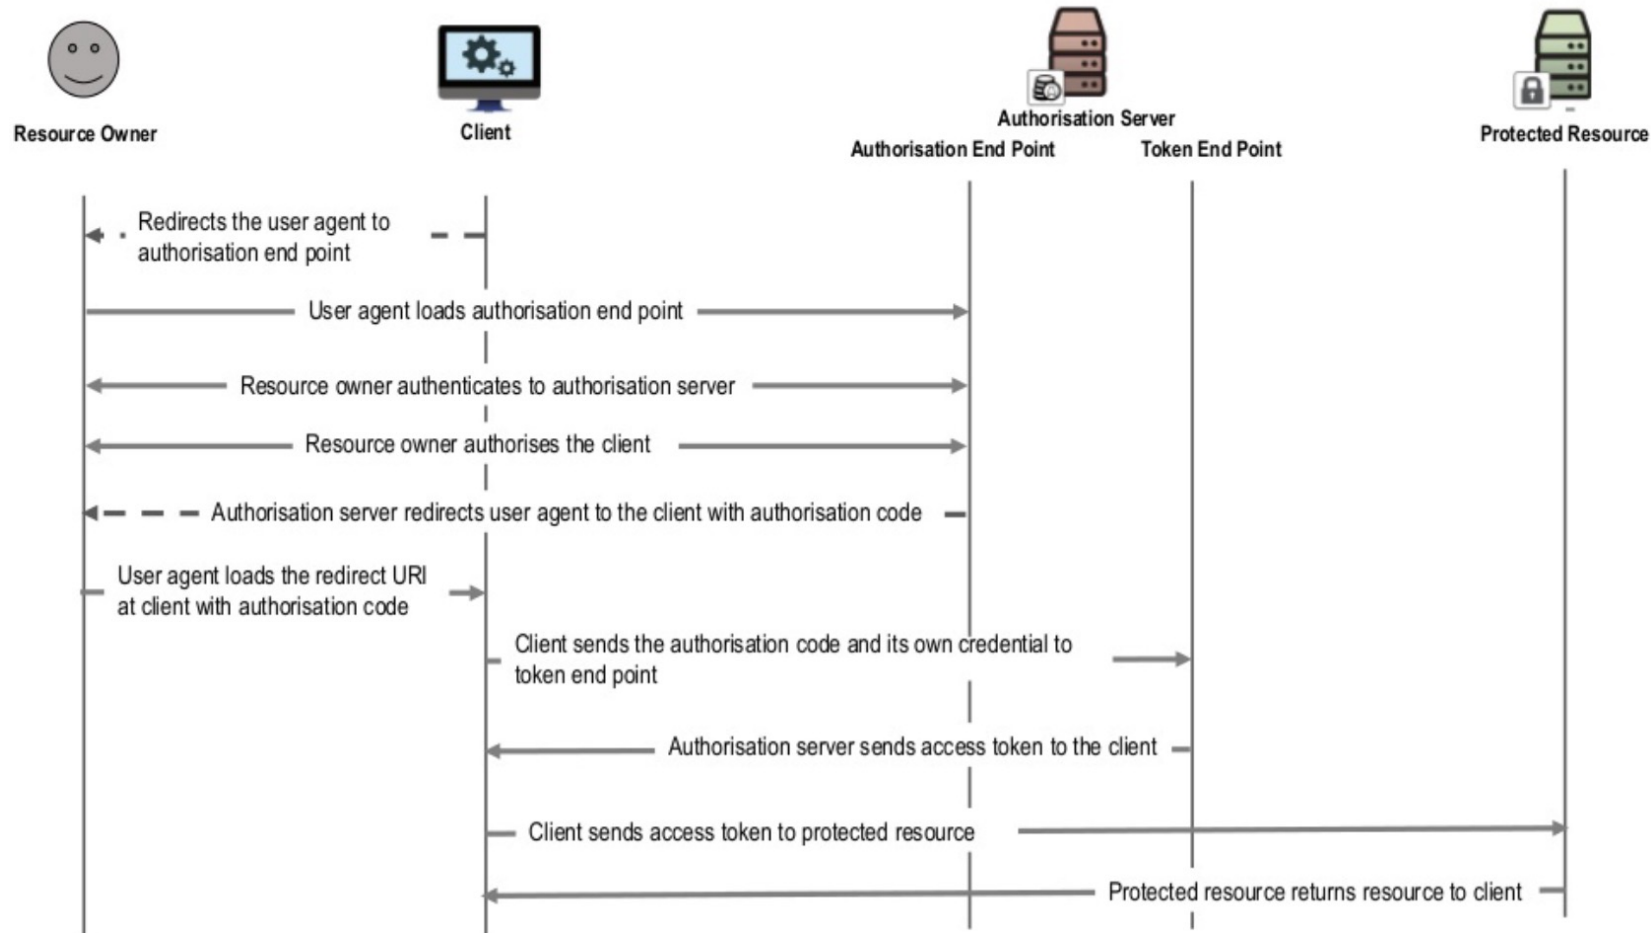 Resource Owner
Client
Authorisation Server
Authorisation End Point
Token End Point
Protected Resource
Redirects the user agent to
authorisation end point
User agent loads authorisation end point
Resource owner authenticates to authorisation server
Resource owner authorises the client
Authorisation server redirects user agent to the client with authorisation code
User agent loads the redirect URI
at client with authorisation code
Client sends the authorisation code and its own credential to
token end point
Authorisation server sends access token to the client
Client sends access token to protected resource
Protected resource returns resource to client